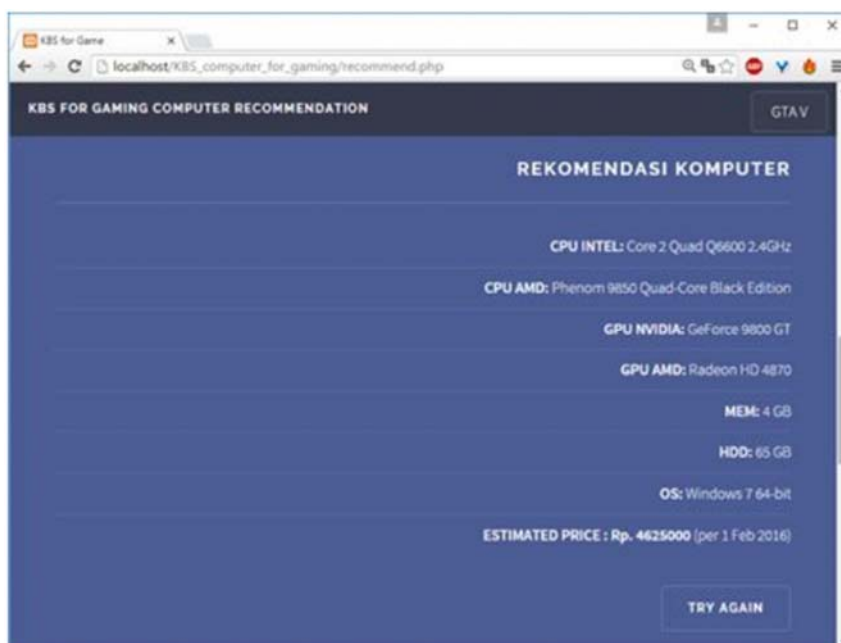 KBS for Game
localhost/KBS_computer_for_gaming/recommend.php
KBS FOR GAMING COMPUTER RECOMMENDATION
GTA V
REKOMENDASI KOMPUTER
CPU INTEL: Core 2 Quad Q6600 2.4GHz
CPU AMD: Phenom 9850 Quad-Core Black Edition
GPU NVIDIA: GeForce 9800 GT
GPU AMD: Radeon HD 4870
MEM: 4 GB
HDD: 65 GB
OS: Windows 7 64-bit
ESTIMATED PRICE : Rp. 4625000 (per 1 Feb 2016)
TRY AGAIN